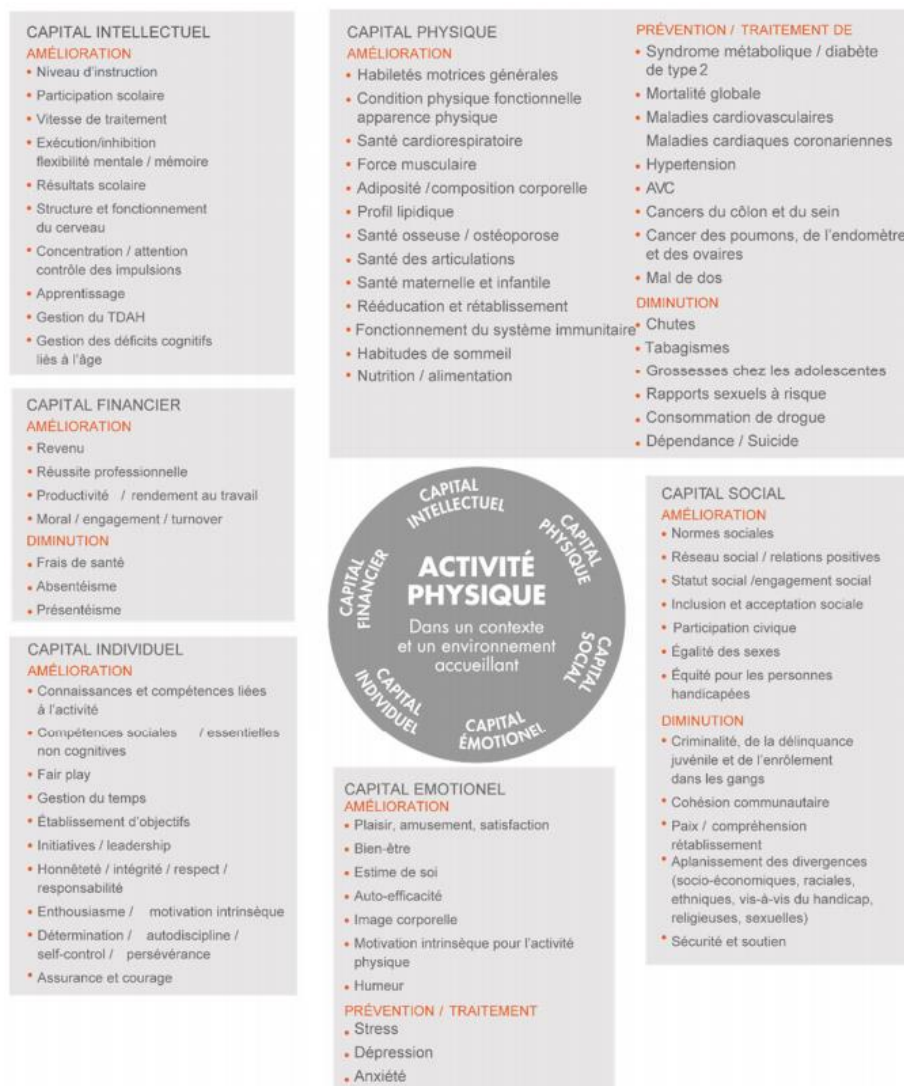 CAPITAL INTELLECTUEL
AMÉLIORATION
• Niveau d'instruction
• Participation scolaire
• Vitesse de traitement
• Exécution/inhibition
flexibilité mentale / mémoire
• Résultats scolaire
• Structure et fonctionnement
du cerveau
• Concentration / attention
contrôle des impulsions
• Apprentissage
• Gestion du TDAH
• Gestion des déficits cognitifs
liés à l'âge
CAPITAL PHYSIQUE
AMÉLIORATION
• Habiletés motrices générales
• Condition physique fonctionnelle
apparence physique
• Santé cardiorespiratoire
• Force musculaire
• Adiposité /composition corporelle
• Profil lipidique
• Santé osseuse / ostéoporose
• Santé des articulations
• Santé maternelle et infantile
• Rééducation et rétablissement
• Fonctionnement du système immunitaire
• Habitudes de sommeil
• Nutrition / alimentation
PRÉVENTION / TRAITEMENT DE
• Syndrome métabolique / diabète
de type 2
• Mortalité globale
• Maladies cardiovasculaires
Maladies cardiaques coronariennes
• Hypertension
• AVC
• Cancers du côlon et du sein
• Cancer des poumons, de l'endomètre
et des ovaires
• Mal de dos
DIMINUTION
• Chutes
• Tabagismes
• Grossesses chez les adolescentes
• Rapports sexuels à risque
• Consommation de drogue
• Dépendance / Suicide
CAPITAL FINANCIER
AMÉLIORATION
• Revenu
• Réussite professionnelle
• Productivité / rendement au travail
• Moral / engagement / turnover
DIMINUTION
• Frais de santé
• Absentéisme
• Présentéisme
CAPITAL INTELLECTUEL
CAPITAL PHYSIQUE
CAPITAL SOCIAL
CAPITAL ÉMOTIONEL
CAPITAL INDIVIDUEL
CAPITAL FINANCIER
ACTIVITÉ
PHYSIQUE
Dans un contexte
et un environnement
accueillant
CAPITAL SOCIAL
AMÉLIORATION
• Normes sociales
• Réseau social / relations positives
• Statut social /engagement social
• Inclusion et acceptation sociale
• Participation civique
• Égalité des sexes
• Équité pour les personnes
handicapées
DIMINUTION
• Criminalité, de la délinquance
juvénile et de l'enrôlement
dans les gangs
• Cohésion communautaire
• Paix / compréhension
rétablissement
• Aplanissement des divergences
(socio-économiques, raciales,
ethniques, vis-à-vis du handicap,
religieuses, sexuelles)
• Sécurité et soutien
CAPITAL INDIVIDUEL
AMÉLIORATION
• Connaissances et compétences liées
à l'activité
• Compétences sociales / essentielles
non cognitives
• Fair play
• Gestion du temps
• Établissement d'objectifs
• Initiatives / leadership
• Honnêteté / intégrité / respect /
responsabilité
• Enthousiasme / motivation intrinsèque
• Détermination / autodiscipline /
self-control / persévérance
• Assurance et courage
CAPITAL EMOTIONEL
AMÉLIORATION
• Plaisir, amusement, satisfaction
• Bien-être
• Estime de soi
• Auto-efficacité
• Image corporelle
• Motivation intrinsèque pour l'activité
physique
• Humeur
PRÉVENTION / TRAITEMENT
• Stress
• Dépression
• Anxiété